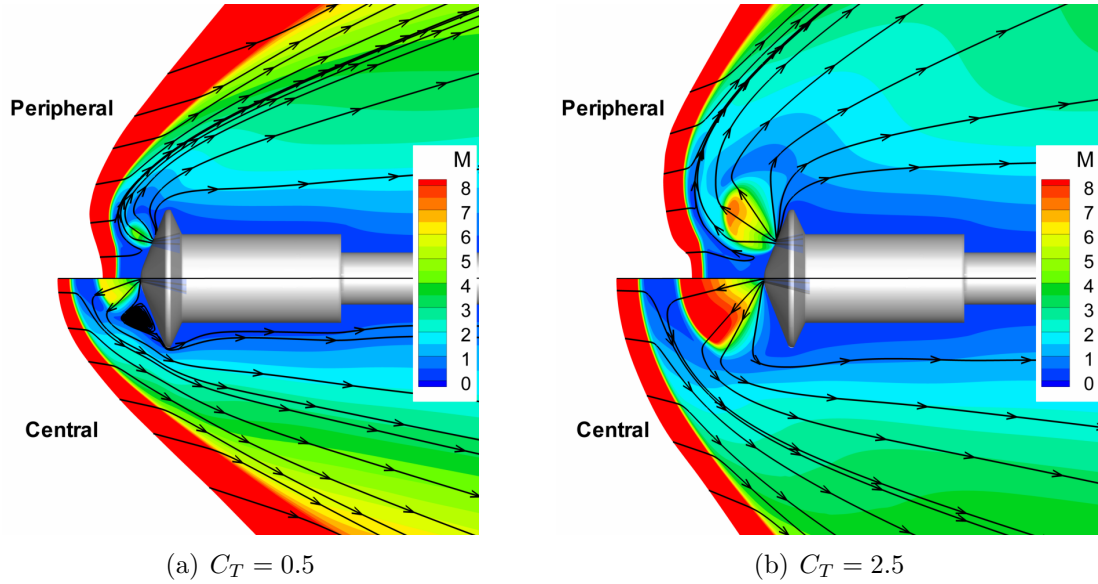 Peripheral
M
8
7
6
5
4
3
2
1
0
Central
(a) C_T = 0.5
Peripheral
M
8
7
6
5
4
3
2
1
0
Central
(b) C_T = 2.5